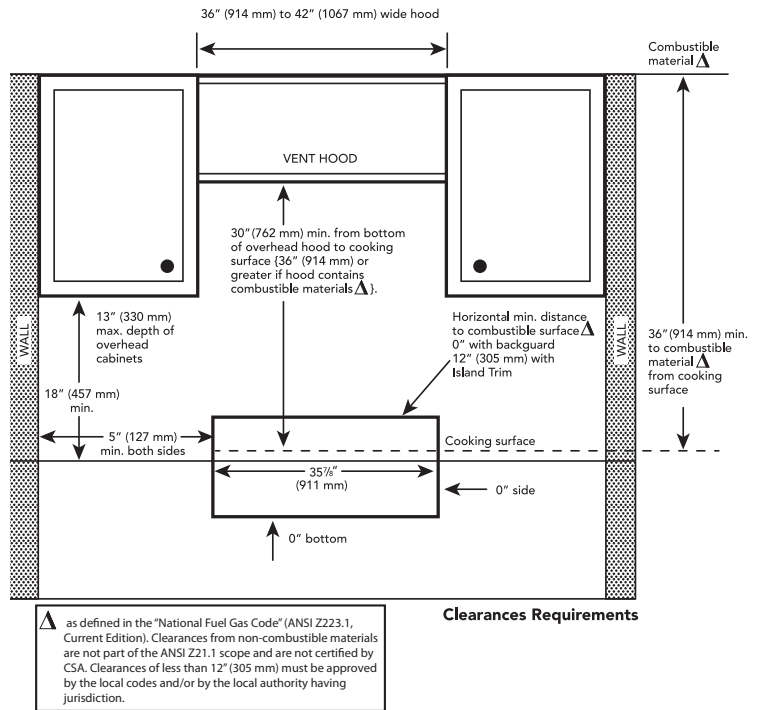 36" (914 mm) to 42" (1067 mm) wide hood
Combustible
material Δ
VENT HOOD
30" (762 mm) min. from bottom
of overhead hood to cooking
surface {36" (914 mm) or
greater if hood contains
combustible materials Δ }.
13" (330 mm)
max. depth of
overhead
cabinets
Horizontal min. distance
to combustible surface Δ
0" with backguard
12" (305 mm) with
Island Trim
WALL
WALL
36" (914 mm) min.
to combustible
material Δ
from cooking
surface
18" (457 mm)
min.
5" (127 mm)
min. both sides
Cooking surface
35⅞"
(911 mm)
0" side
0" bottom
Clearances Requirements
Δ as defined in the "National Fuel Gas Code" (ANSI Z223.1,
Current Edition). Clearances from non-combustible materials
are not part of the ANSI Z21.1 scope and are not certified by
CSA. Clearances of less than 12" (305 mm) must be approved
by the local codes and/or by the local authority having
jurisdiction.